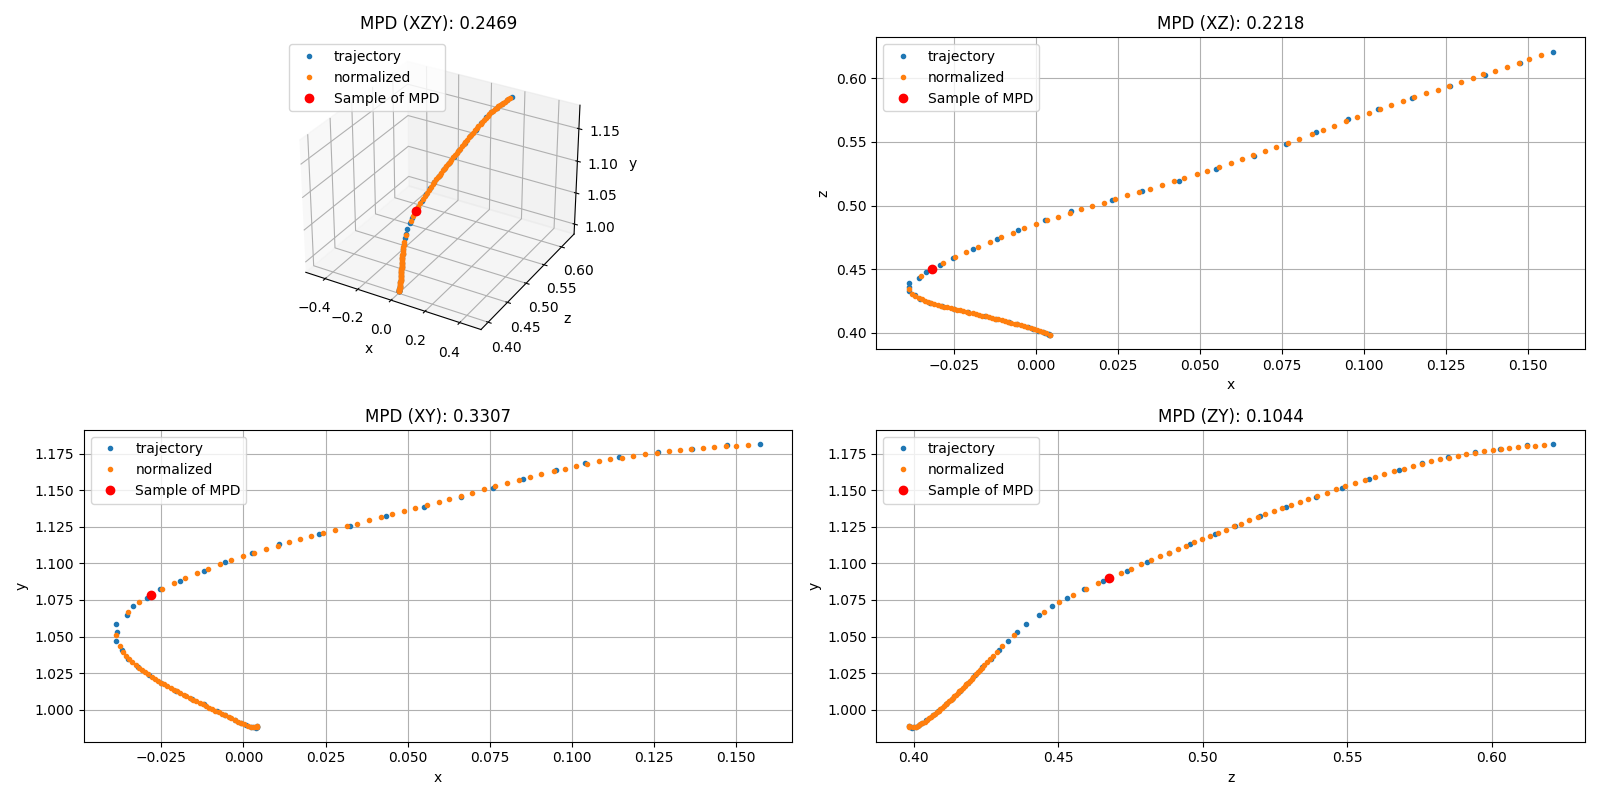 MPD (XZY): 0.2469
trajectory
normalized
Sample of MPD
1.15
1.10
1.05
1.00
y
0.60
0.55
0.50
0.45
0.40
z
−0.4
−0.2
0.0
0.2
0.4
x
MPD (XZ): 0.2218
trajectory
normalized
Sample of MPD
0.60
0.55
0.50
0.45
0.40
z
−0.025 0.000 0.025 0.050 0.075 0.100 0.125 0.150
x
MPD (XY): 0.3307
trajectory
normalized
Sample of MPD
1.175
1.150
1.125
1.100
1.075
1.050
1.025
1.000
y
−0.025 0.000 0.025 0.050 0.075 0.100 0.125 0.150
x
MPD (ZY): 0.1044
trajectory
normalized
Sample of MPD
1.175
1.150
1.125
1.100
1.075
1.050
1.025
1.000
y
0.40 0.45 0.50 0.55 0.60
z